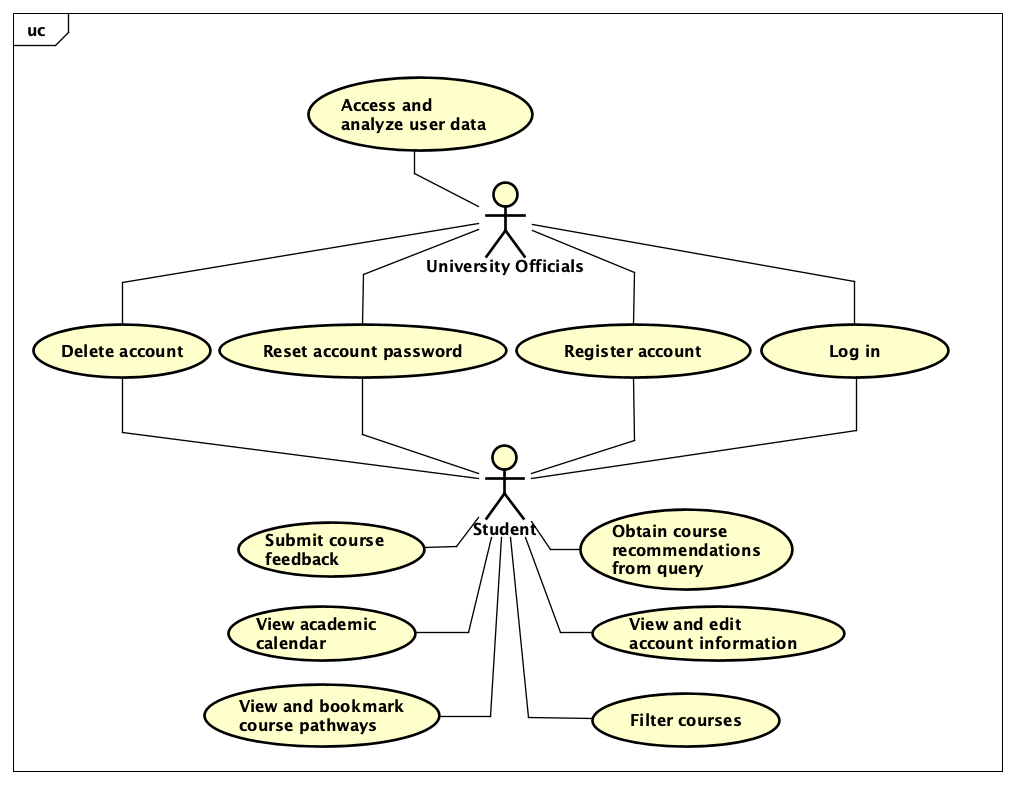 uc
Access and
analyze user data
University Officials
Delete account
Reset account password
Register account
Log in
Student
Submit course
feedback
Obtain course
recommendations
from query
View academic
calendar
View and edit
account information
View and bookmark
course pathways
Filter courses